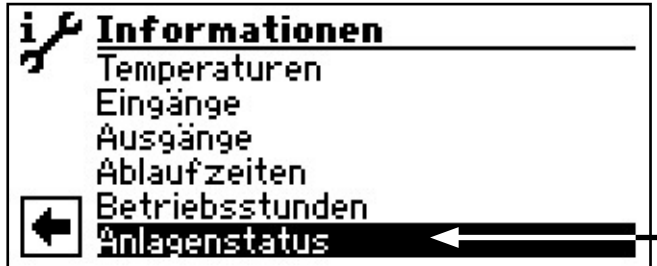 Informationen
Temperaturen
Eingänge
Ausgänge
Ablaufzeiten
Betriebsstunden
Anlagenstatus